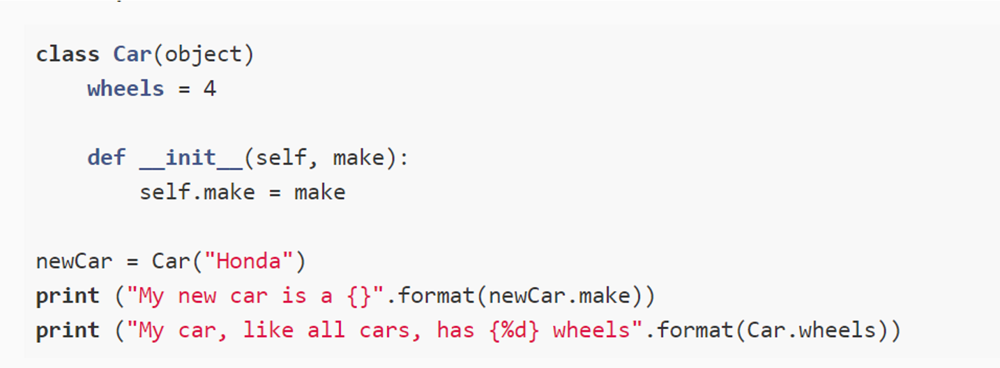 class Car(object)
    wheels = 4

    def __init__(self, make):
        self.make = make

newCar = Car("Honda")
print ("My new car is a {}".format(newCar.make))
print ("My car, like all cars, has {%d} wheels".format(Car.wheels))